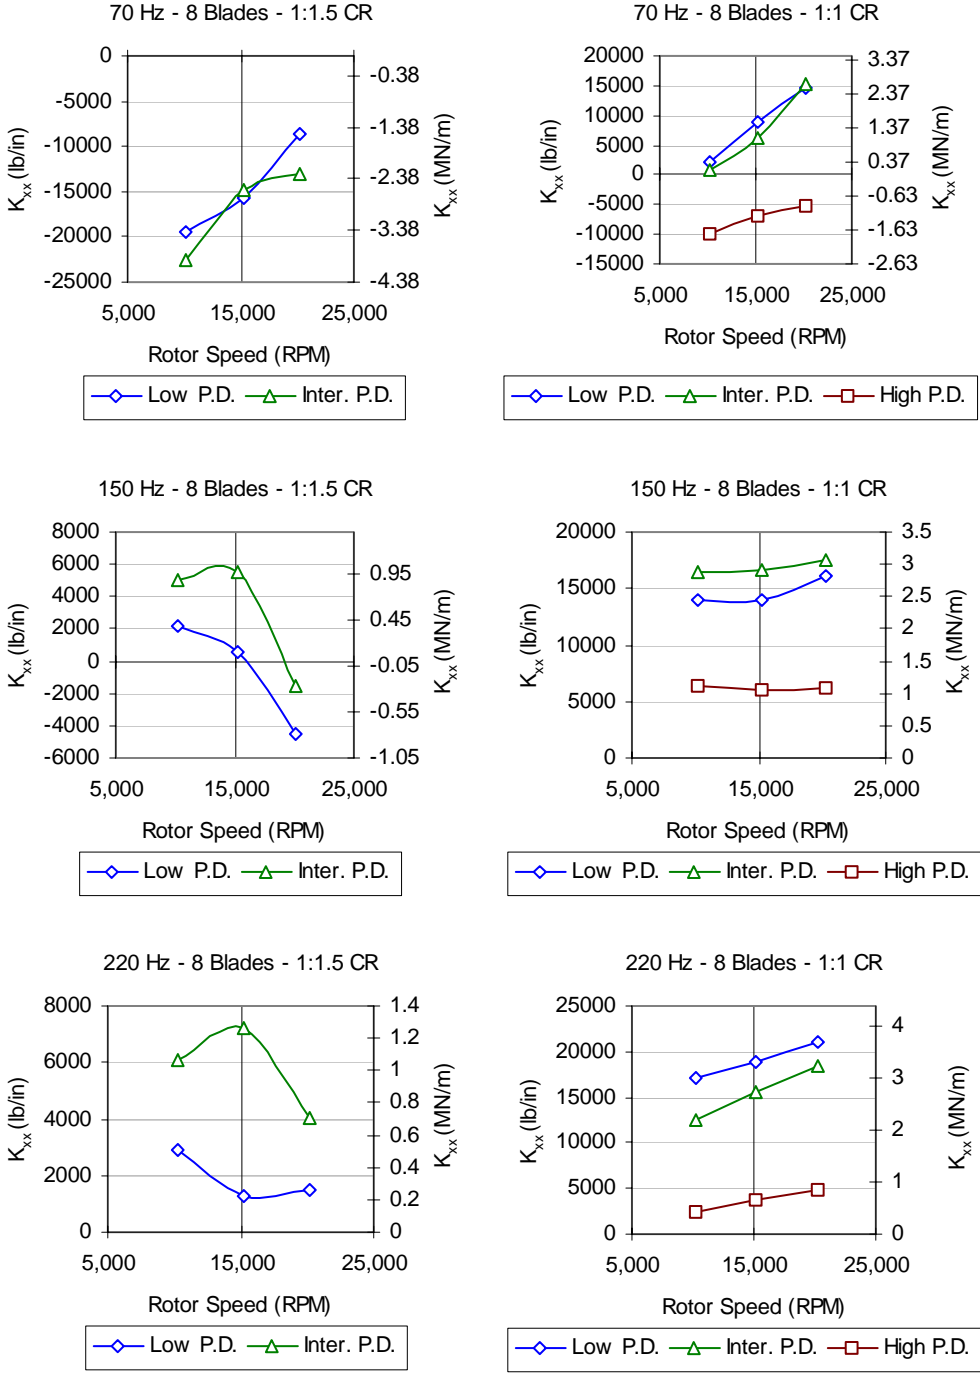 70 Hz - 8 Blades - 1:1.5 CR
0
-5000
-10000
-15000
-20000
-25000
-0.38
-1.38
-2.38
-3.38
-4.38
Kxx (lb/in)
Kxx (MN/m)
5,000 15,000 25,000
Rotor Speed (RPM)
Low P.D. Inter. P.D.
70 Hz - 8 Blades - 1:1 CR
20000
15000
10000
5000
0
-5000
-10000
-15000
3.37
2.37
1.37
0.37
-0.63
-1.63
-2.63
Kxx (lb/in)
Kxx (MN/m)
5,000 15,000 25,000
Rotor Speed (RPM)
Low P.D. Inter. P.D. High P.D.
150 Hz - 8 Blades - 1:1.5 CR
8000
6000
4000
2000
0
-2000
-4000
-6000
0.95
0.45
-0.05
-0.55
-1.05
Kxx (lb/in)
Kxx (MN/m)
5,000 15,000 25,000
Rotor Speed (RPM)
Low P.D. Inter. P.D.
150 Hz - 8 Blades - 1:1 CR
20000
15000
10000
5000
0
3.5
3
2.5
2
1.5
1
0.5
0
Kxx (lb/in)
Kxx (MN/m)
5,000 15,000 25,000
Rotor Speed (RPM)
Low P.D. Inter. P.D. High P.D.
220 Hz - 8 Blades - 1:1.5 CR
8000
6000
4000
2000
0
1.4
1.2
1
0.8
0.6
0.4
0.2
0
Kxx (lb/in)
Kxx (MN/m)
5,000 15,000 25,000
Rotor Speed (RPM)
Low P.D. Inter. P.D.
220 Hz - 8 Blades - 1:1 CR
25000
20000
15000
10000
5000
0
4
3
2
1
0
Kxx (lb/in)
Kxx (MN/m)
5,000 15,000 25,000
Rotor Speed (RPM)
Low P.D. Inter. P.D. High P.D.